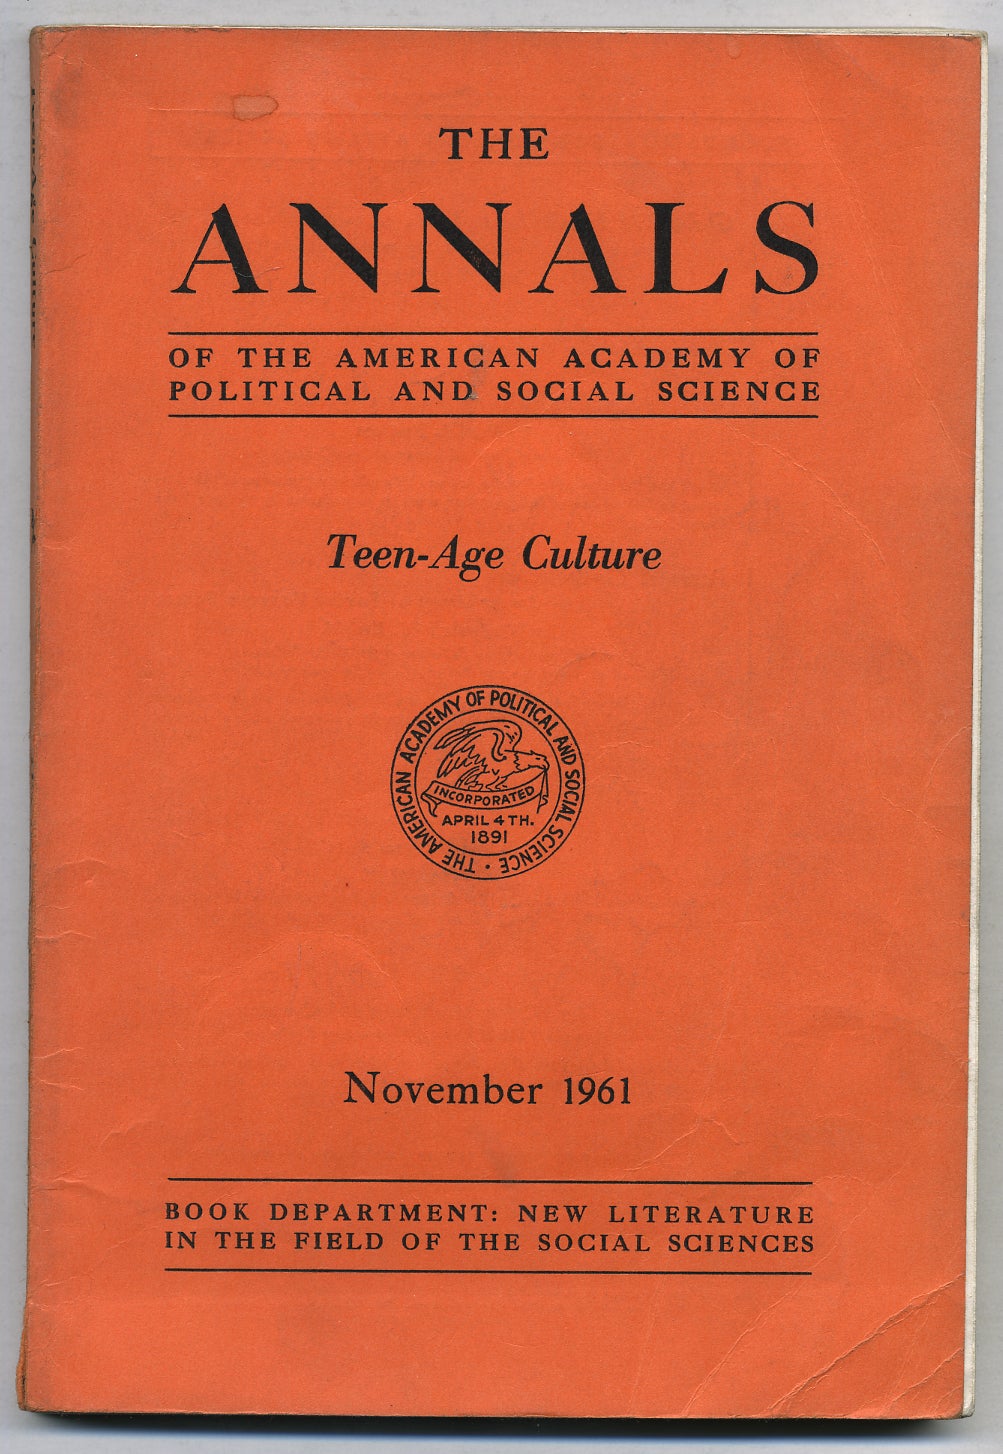 THE
ANNALS
OF THE AMERICAN ACADEMY OF
POLITICAL AND SOCIAL SCIENCE
Teen-Age Culture
THE AMERICAN ACADEMY OF POLITICAL AND SOCIAL SCIENCE •
INCORPORATED
APRIL 4TH.
1891
November 1961
BOOK DEPARTMENT: NEW LITERATURE
IN THE FIELD OF THE SOCIAL SCIENCES